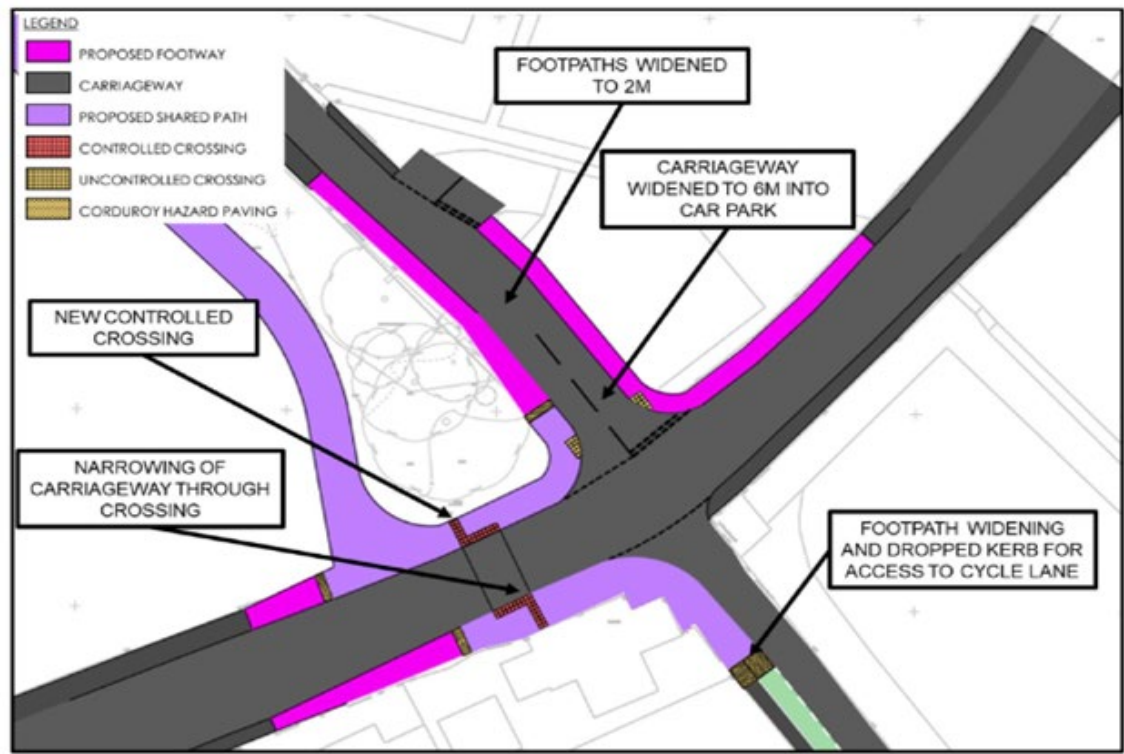 LEGEND
PROPOSED FOOTWAY
CARRIAGEWAY
PROPOSED SHARED PATH
CONTROLLED CROSSING
UNCONTROLLED CROSSING
CORDUROY HAZARD PAVING
FOOTPATHS WIDENED
TO 2M
CARRIAGEWAY
WIDENED TO 6M INTO
CAR PARK
NEW CONTROLLED
CROSSING
NARROWING OF
CARRIAGEWAY THROUGH
CROSSING
FOOTPATH WIDENING
AND DROPPED KERB FOR
ACCESS TO CYCLE LANE